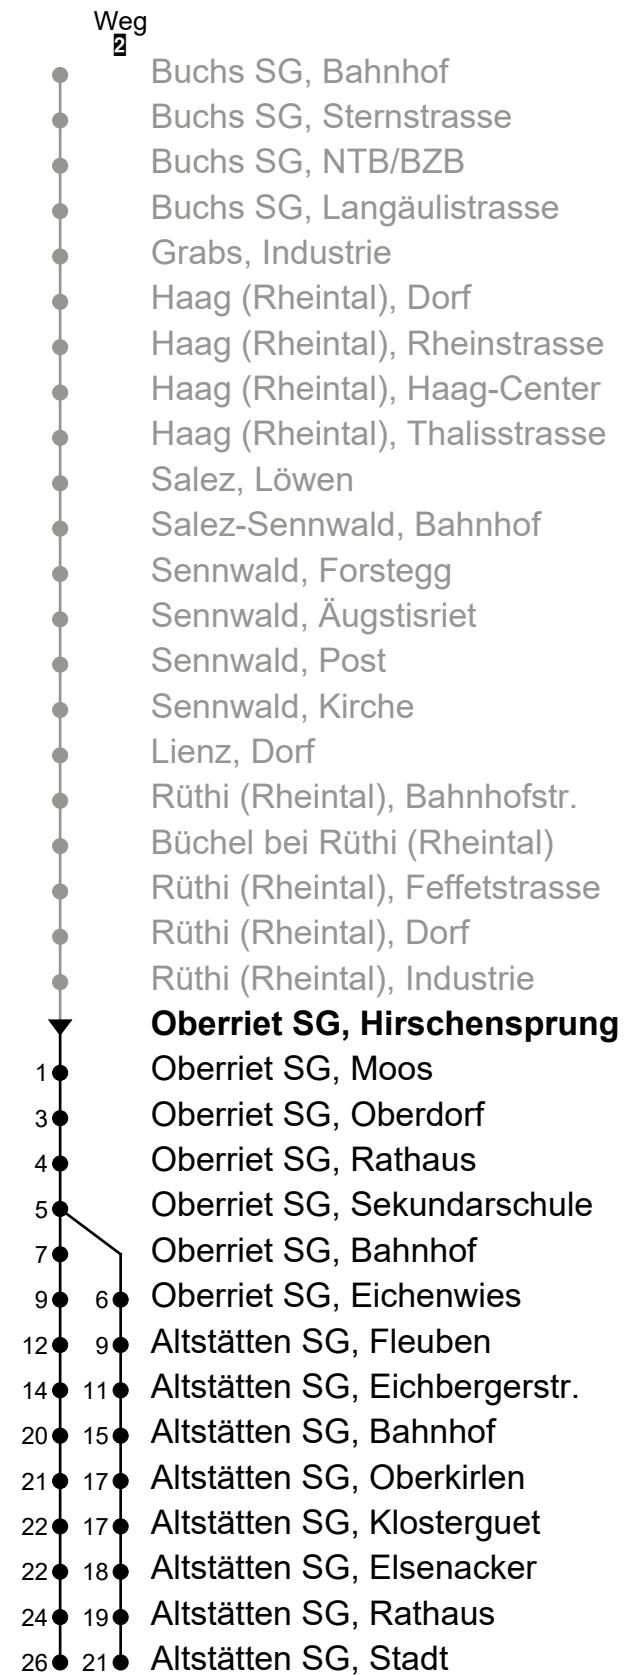 Weg
2
Buchs SG, Bahnhof
Buchs SG, Sternstrasse
Buchs SG, NTB/BZB
Buchs SG, Langäulistrasse
Grabs, Industrie
Haag (Rheintal), Dorf
Haag (Rheintal), Rheinstrasse
Haag (Rheintal), Haag-Center
Haag (Rheintal), Thalisstrasse
Salez, Löwen
Salez-Sennwald, Bahnhof
Sennwald, Forstegg
Sennwald, Äugstisriet
Sennwald, Post
Sennwald, Kirche
Lienz, Dorf
Rüthi (Rheintal), Bahnhofstr.
Büchel bei Rüthi (Rheintal)
Rüthi (Rheintal), Feffetstrasse
Rüthi (Rheintal), Dorf
Rüthi (Rheintal), Industrie
Oberriet SG, Hirschensprung
1 Oberriet SG, Moos
3 Oberriet SG, Oberdorf
4 Oberriet SG, Rathaus
5 Oberriet SG, Sekundarschule
7 Oberriet SG, Bahnhof
9 6 Oberriet SG, Eichenwies
12 9 Altstätten SG, Fleuben
14 11 Altstätten SG, Eichbergerstr.
20 15 Altstätten SG, Bahnhof
21 17 Altstätten SG, Oberkirlen
22 17 Altstätten SG, Klosterguet
22 18 Altstätten SG, Elsenacker
24 19 Altstätten SG, Rathaus
26 21 Altstätten SG, Stadt